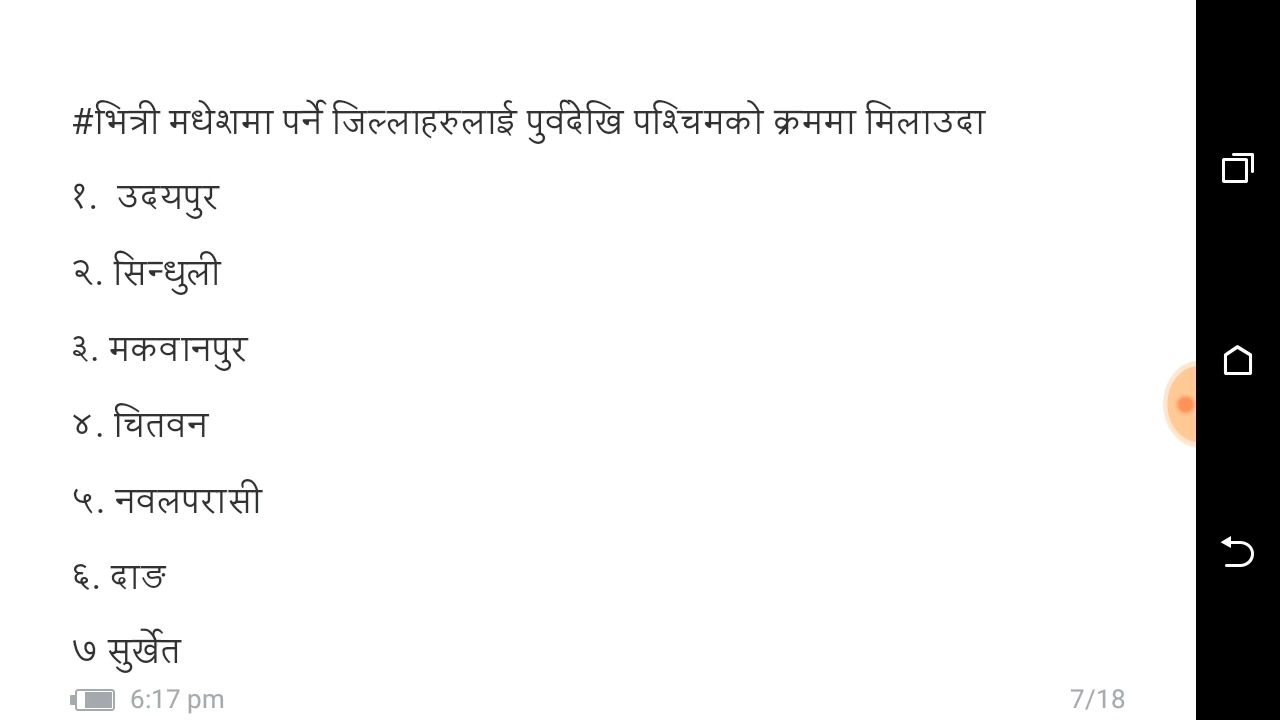 #भित्री मधेशमा पर्ने जिल्लाहरुलाई पुर्वदेखि पश्चिमको क्रममा मिलाउदा
१. उदयपुर
२. सिन्धुली
३. मकवानपुर
४. चितवन
५. नवलपरासी
६. दाङ
७ सुर्खेत
6:17 pm 7/18